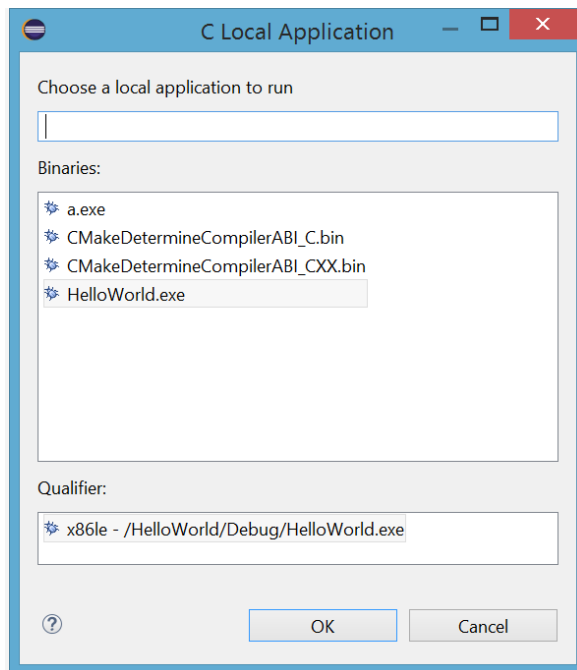 C Local Application
Choose a local application to run
Binaries:
a.exe
CMakeDetermineCompilerABI_C.bin
CMakeDetermineCompilerABI_CXX.bin
HelloWorld.exe
Qualifier:
x86le - /HelloWorld/Debug/HelloWorld.exe
? OK Cancel